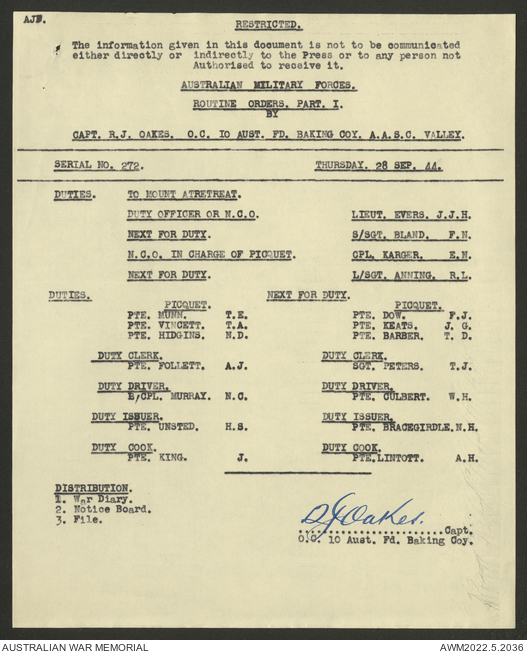 AJD.
RESTRICTED.
The information given in this document is not to be communicated
either directly or indirectly to the Press or to any person not
Authorised to receive it.
AUSTRALIAN MILITARY FORCES.
ROUTINE ORDERS. PART. I.
BY
CAPT. R.J. OAKES. O.C. IO AUST. FD. BAKING COY. A.A.S.C. VALLEY.
SERIAL NO. 272. THURSDAY. 28 SEP. 44.
DUTIES. TO MOUNT ATRETREAT.
DUTY OFFICER OR N.C.O. LIEUT. EVERS. J.J.H.
NEXT FOR DUTY. S/SGT. BLAND. F.N.
N.C.O. IN CHARGE OF PICQUET. CPL. KARGER. E.N.
NEXT FOR DUTY. L/SGT. ANNING. R.L.
DUTIES. NEXT FOR DUTY.
PICQUET. PICQUET.
PTE. MUNN. T.E. PTE. DOW. F.J.
PTE. VINCETT. T.A. PTE. KEATS. J. G.
PTE. HIDGINS. N.D. PTE. BARBER. T. D.
DUTY CLERK. DUTY CLERK.
PTE. FOLLETT. A.J. SGT. PETERS. T.J.
DUTY DRIVER. DUTY DRIVER.
E/CPL. MURRAY. N.C. PTE. CULBERT. W.H.
DUTY ISSUER. DUTY ISSUER.
PTE. UNSTED. H.S. PTE. BRACEGIRDLE.N.H.
DUTY COOK. DUTY COOK.
PTE. KING. J. PTE.LINTOTT. A.H.
DISTRIBUTION.
1. War Diary.
2. Notice Board.
3. File.
Oakes.
........................Capt.
O.C. 10 Aust. Fd. Baking Coy.
AUSTRALIAN WAR MEMORIAL AWM2022.5.2036